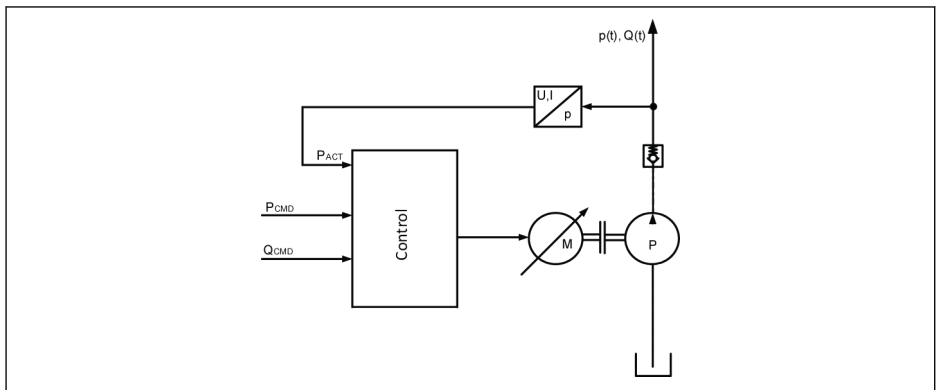 p(t), Q(t)
U,I
p
PACT
PCMD
QCMD
Control
M
P